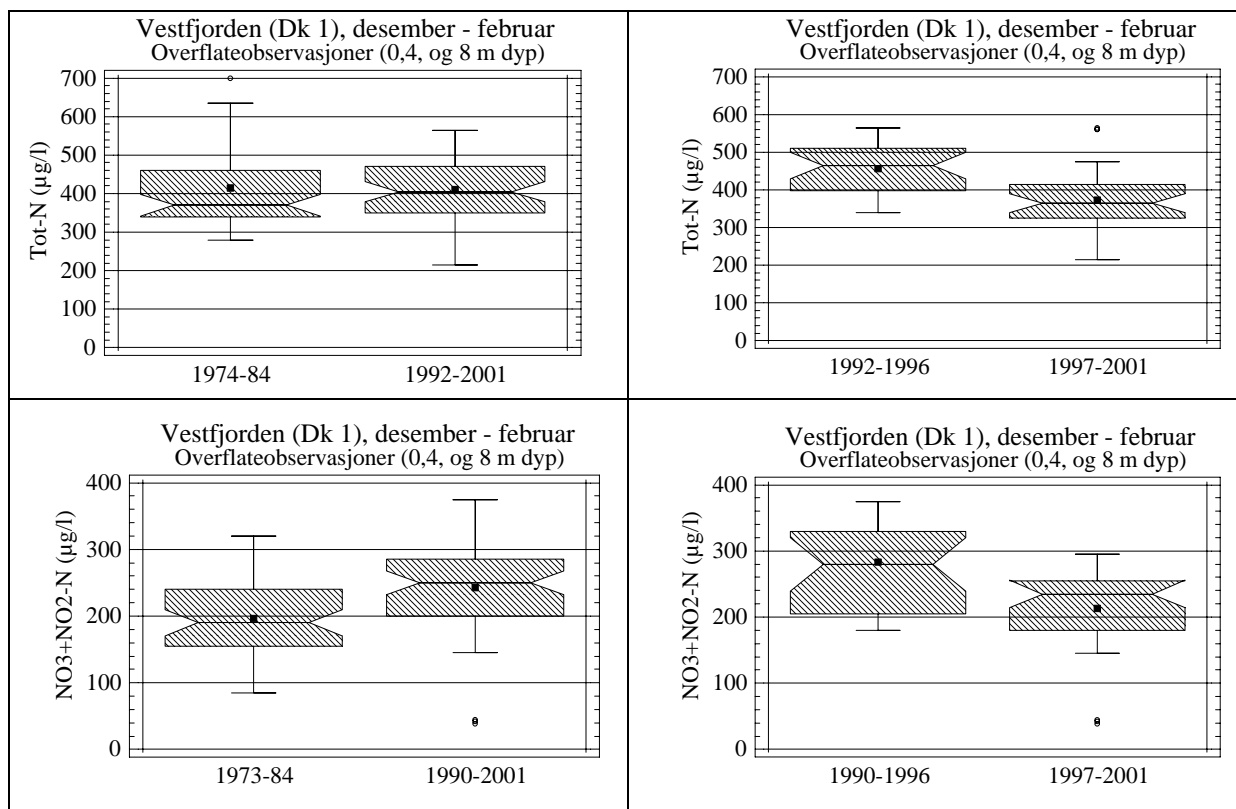 Vestfjorden (Dk 1), desember - februar
Overflateobservasjoner (0,4, og 8 m dyp)
Tot-N (µg/l)
700
600
500
400
300
200
100
0
1974-84 1992-2001
Vestfjorden (Dk 1), desember - februar
Overflateobservasjoner (0,4, og 8 m dyp)
Tot-N (µg/l)
700
600
500
400
300
200
100
0
1992-1996 1997-2001
Vestfjorden (Dk 1), desember - februar
Overflateobservasjoner (0,4, og 8 m dyp)
NO3+NO2-N (µg/l)
400
300
200
100
0
1973-84 1990-2001
Vestfjorden (Dk 1), desember - februar
Overflateobservasjoner (0,4, og 8 m dyp)
NO3+NO2-N (µg/l)
400
300
200
100
0
1990-1996 1997-2001